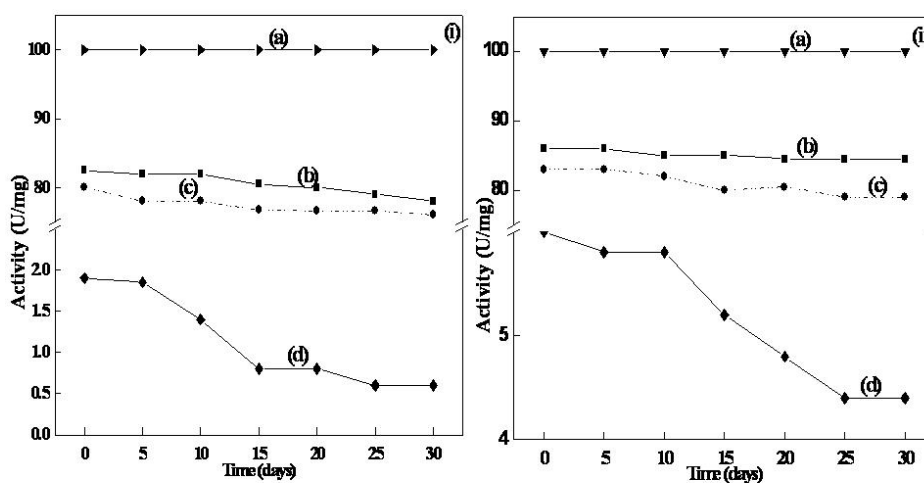 (a) (i)
100
90
(b)
(c)
80
Activity (U/mg)
2.0
1.5
1.0
(d)
0.5
0.0
0 5 10 15 20 25 30
Time (days)
(a) (i
100
90
(b)
(c)
80
Activity (U/mg)
5
(d)
4
0 5 10 15 20 25 30
Time (days)